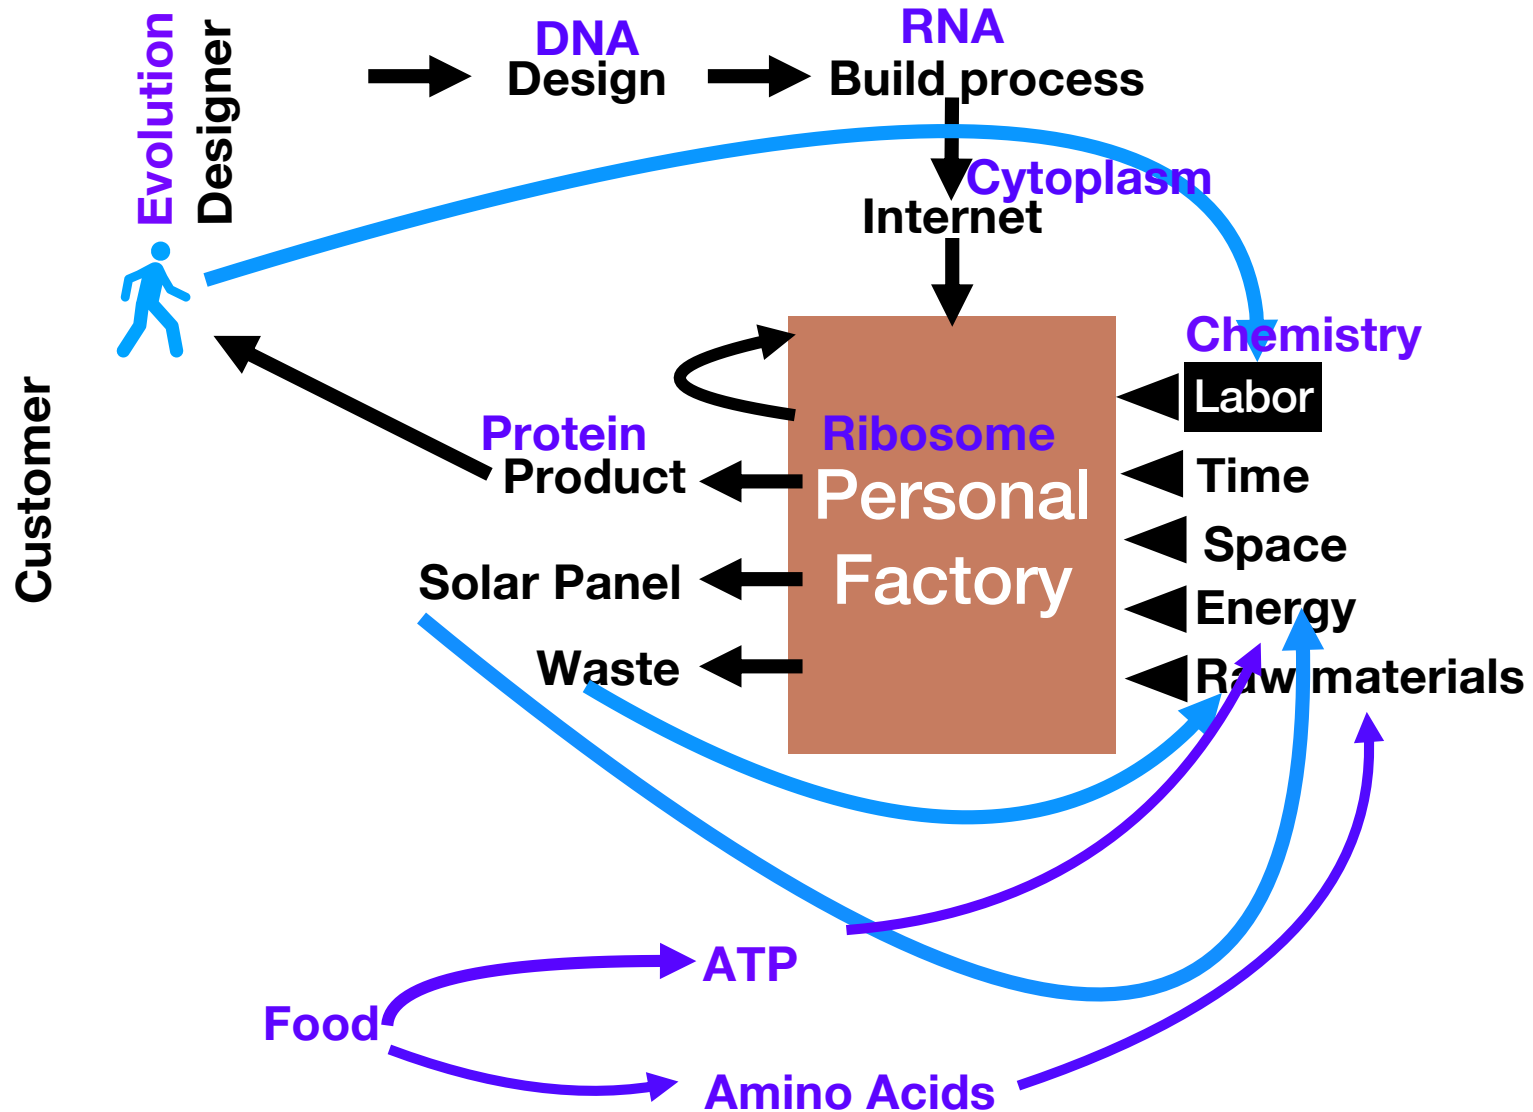 Evolution
Designer
DNA
Design
RNA
Build process
Cytoplasm
Internet
Chemistry
Labor
Customer
Protein
Product
Ribosome
Personal
Factory
Time
Space
Solar Panel
Energy
Waste
Raw materials
ATP
Food
Amino Acids